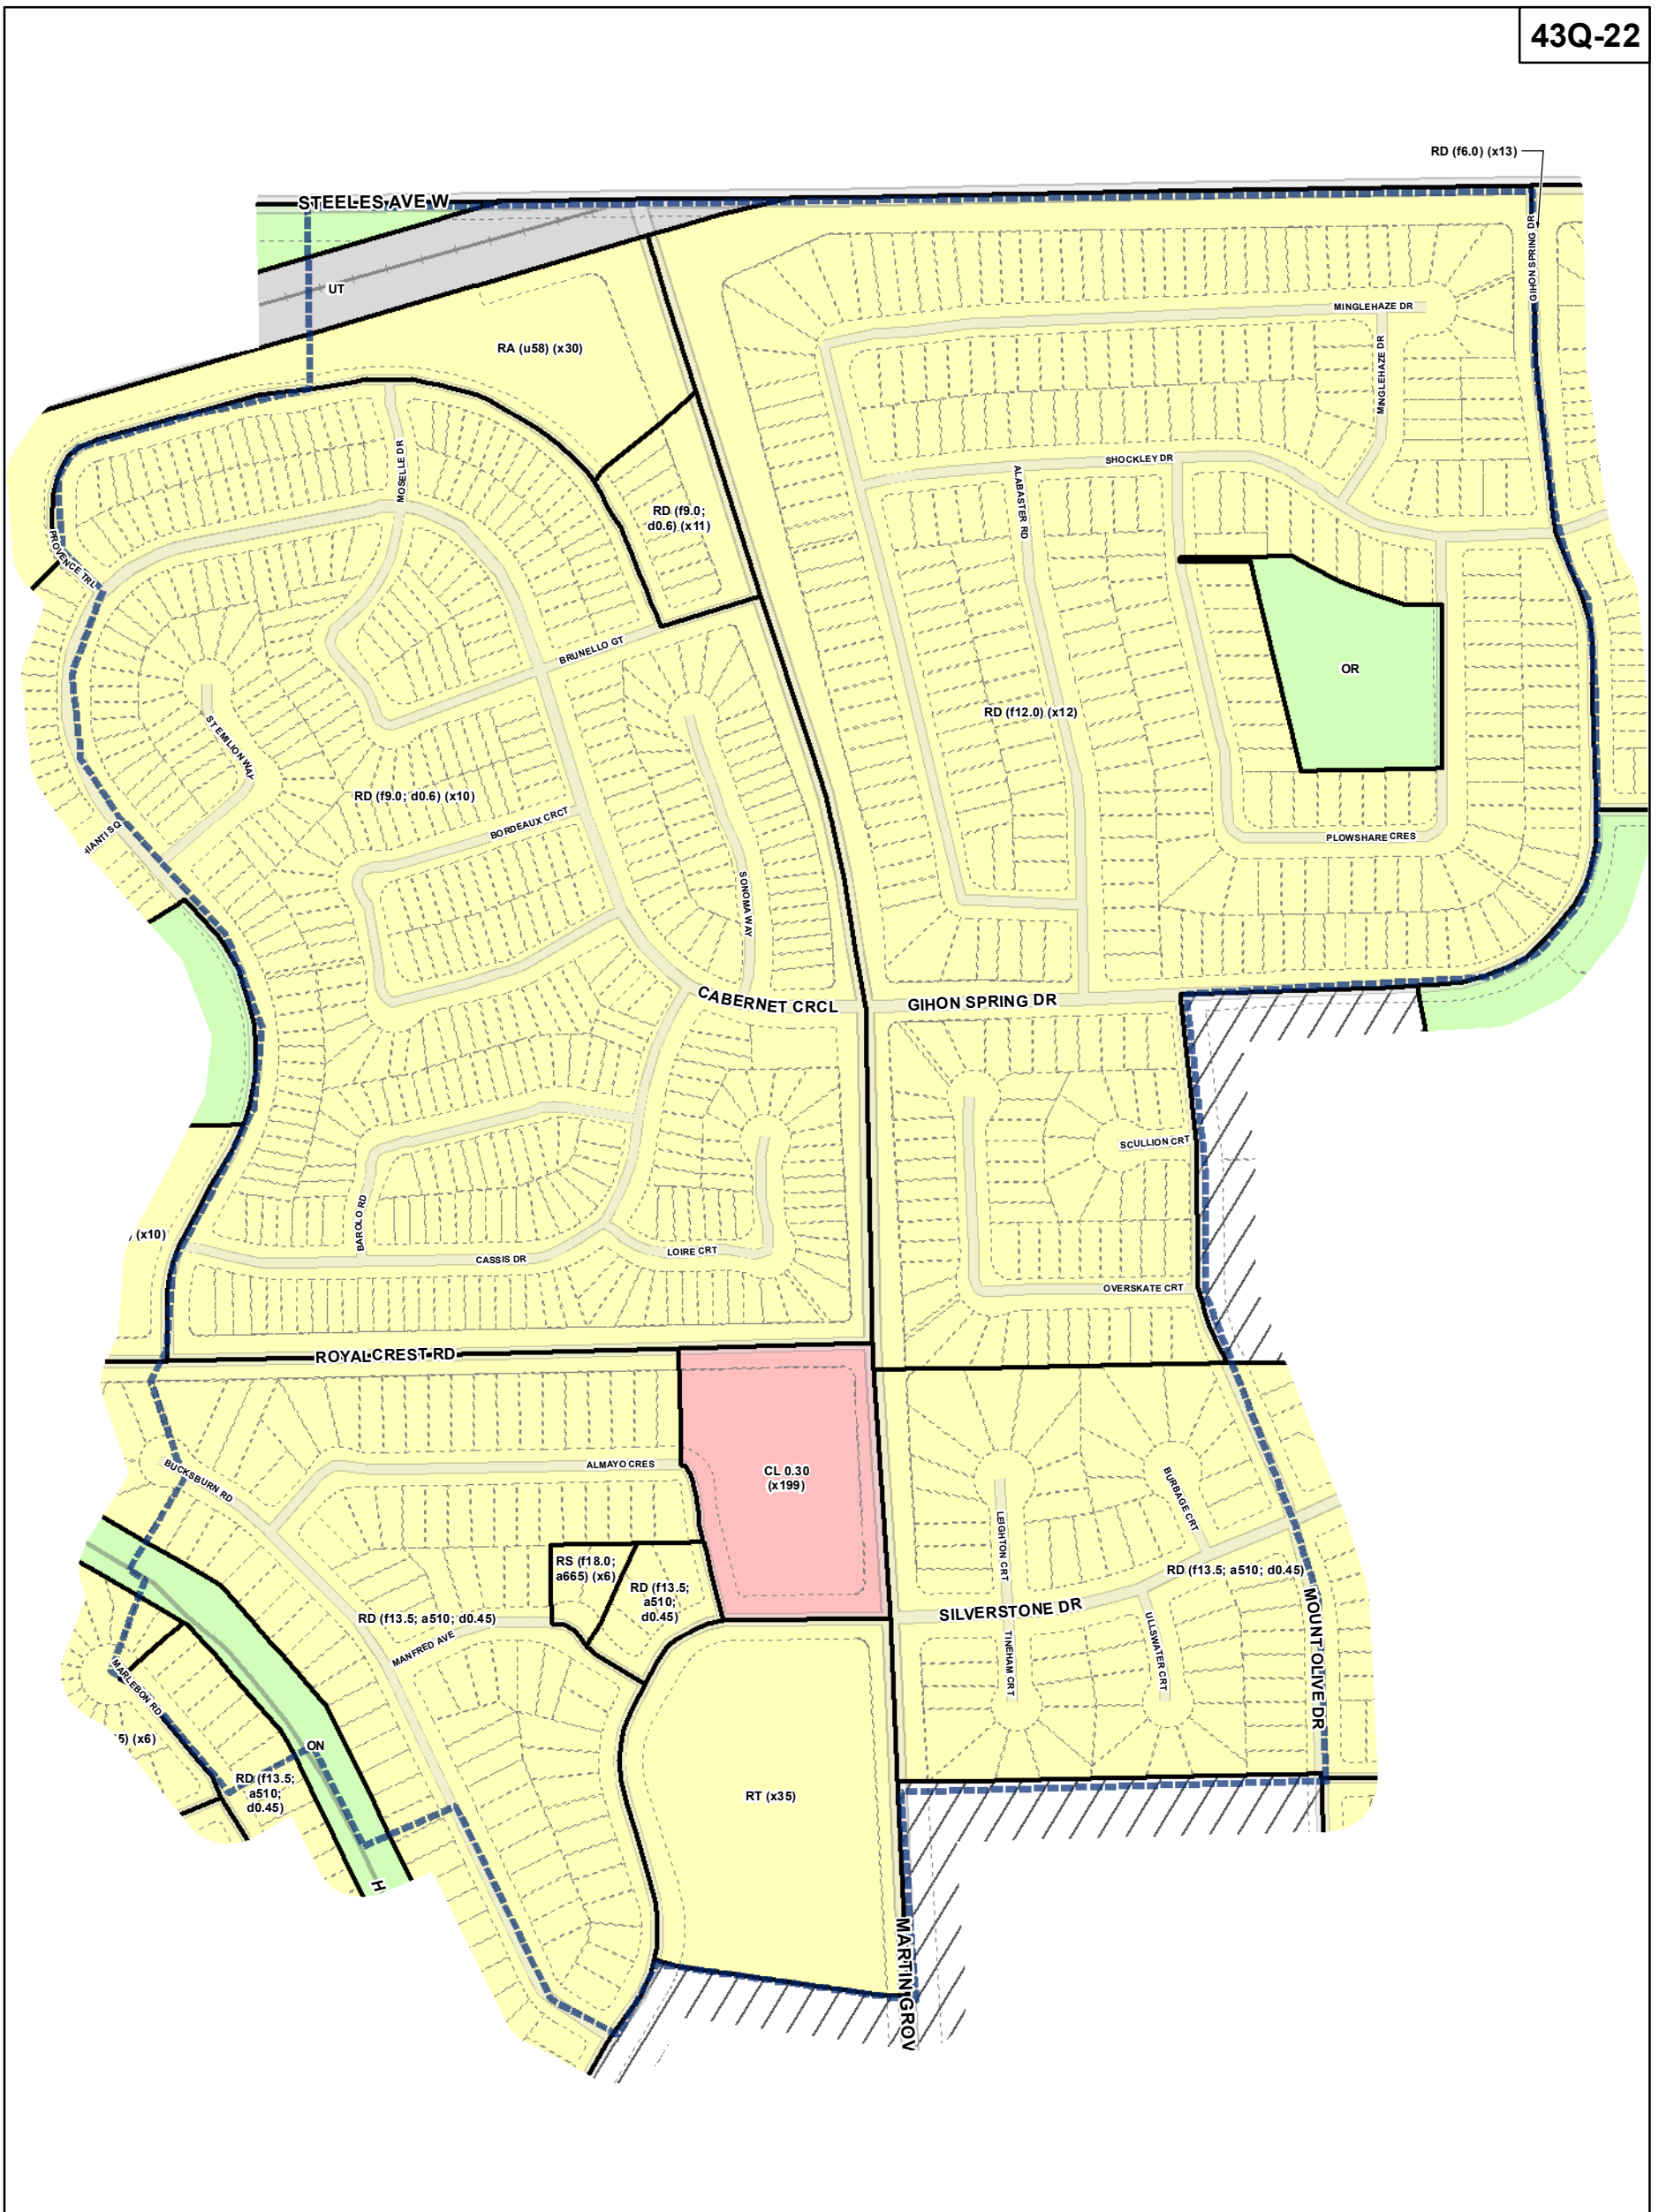 43Q-22
RD (f6.0) (x13)
STEELES AVE W
GIHON SPRING DR
UT
MINGLEHAZE DR
RA (u58) (x30)
MINGLEHAZE DR
MOSELLE DR
SHOCKLEY DR
ALABASTER RD
RD (f9.0;
d0.6) (x11)
PROVENCE TRL
BRUNELLO GT
OR
RD (f12.0) (x12)
ST EMILION WAY
RD (f9.0; d0.6) (x10)
BORDEAUX CRCT
HIANTI SQ
PLOWSHARE CRES
SONOMA WAY
CABERNET CRCL
GIHON SPRING DR
SCULLION CRT
BAROLO RD
(x10)
LOIRE CRT
CASSIS DR
OVERSKATE CRT
ROYALCREST RD
BUCKSBURN RD
ALMAYO CRES
CL 0.30
(x199)
BURBAGE CRT
LEIGHTON CRT
RS (f18.0;
a665) (x6)
RD (f13.5;
a510;
d0.45)
RD (f13.5; a510; d0.45)
RD (f13.5; a510; d0.45)
SILVERSTONE DR
MANFRED AVE
TINEHAM CRT
ULLSWATER CRT
MOUNT OLIVE DR
MARLEBON RD
5) (x6)
ON
RD (f13.5;
a510;
d0.45)
RT (x35)
H
MARTIN GROV